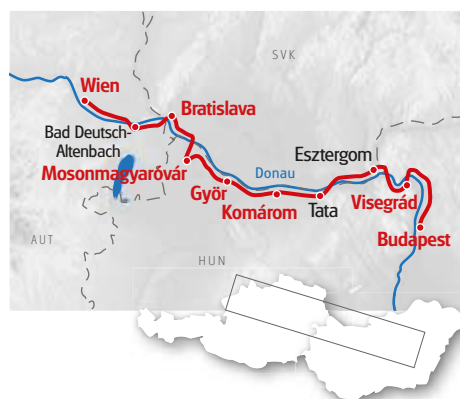 SVK
Wien
Bratislava
Bad Deutsch-
Altenbach
Esztergom
Mosonmagyaróvár
Donau
Györ
Visegrád
Komárom
Tata
Budapest
AUT
HUN